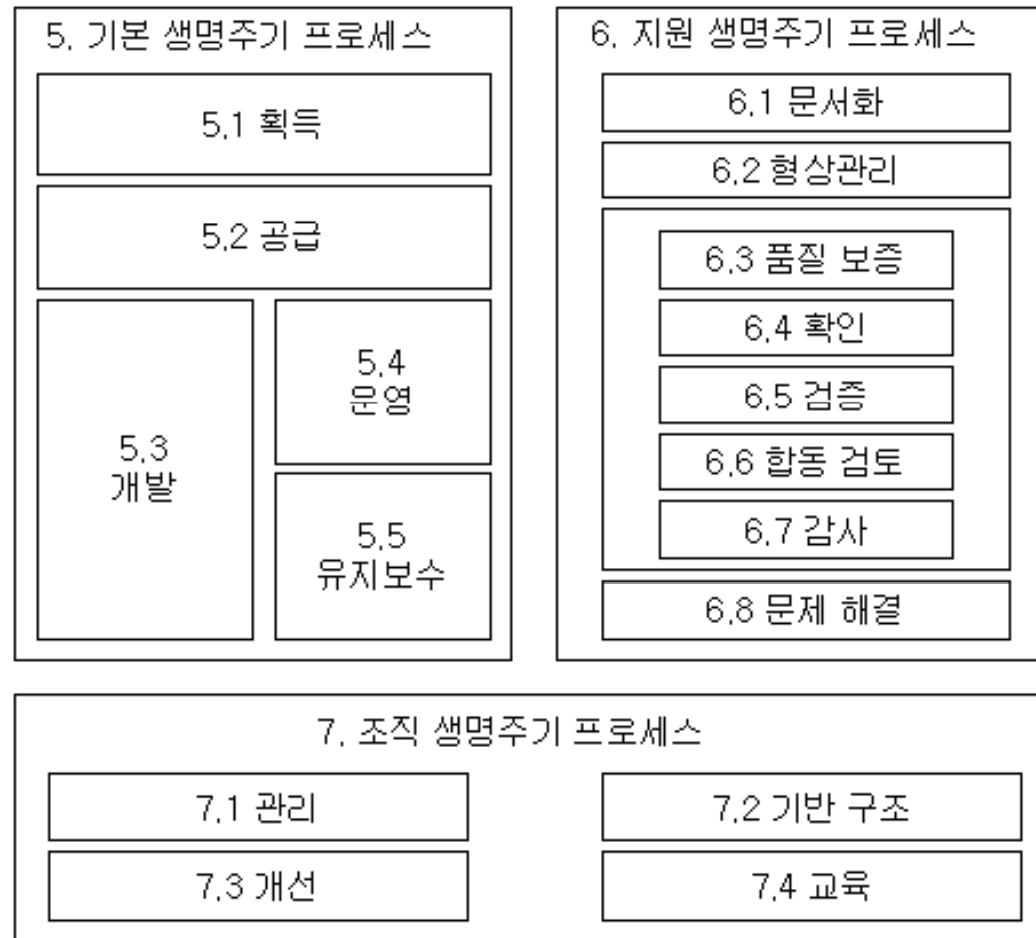 5. 기본 생명주기 프로세스
5.1 획득
5.2 공급
5.3
개발
5.4
운영
5.5
유지보수
6. 지원 생명주기 프로세스
6.1 문서화
6.2 형상관리
6.3 품질 보증
6.4 확인
6.5 검증
6.6 합동 검토
6.7 감사
6.8 문제 해결
7. 조직 생명주기 프로세스
7.1 관리
7.2 기반 구조
7.3 개선
7.4 교육